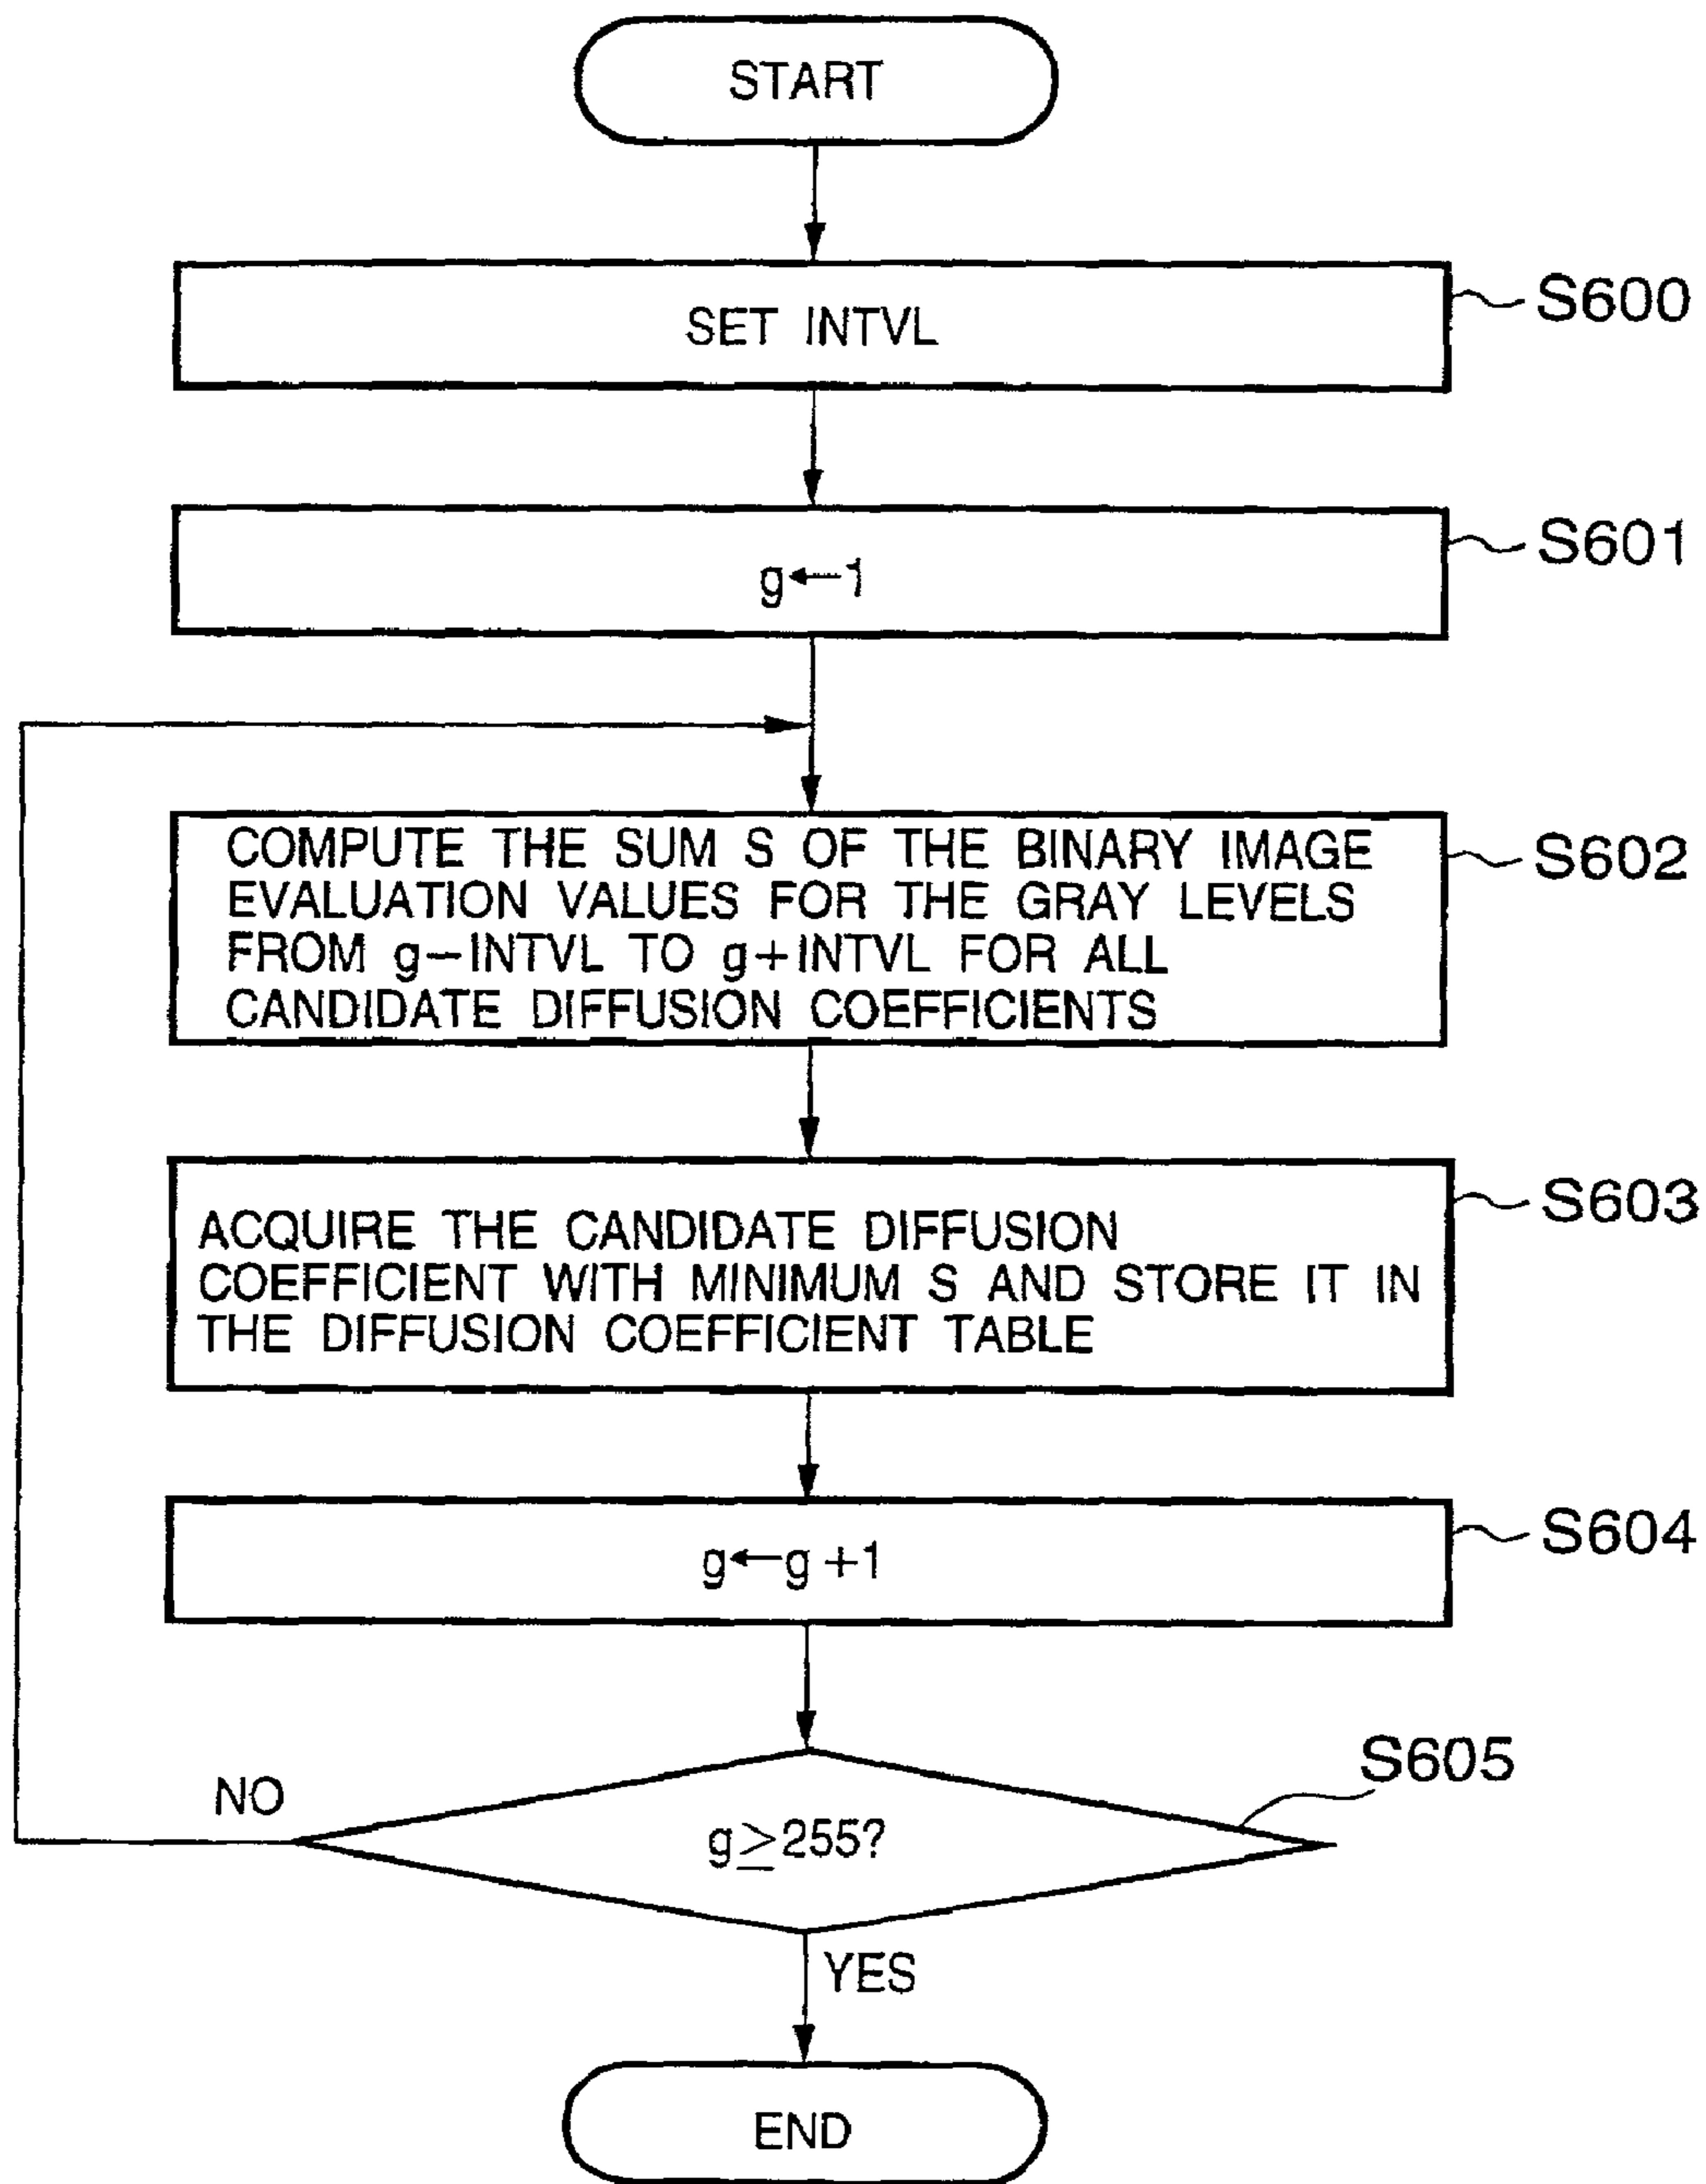 START
SET INTVL
S600
g←1
S601
COMPUTE THE SUM S OF THE BINARY IMAGE
EVALUATION VALUES FOR THE GRAY LEVELS
FROM g−INTVL TO g+INTVL FOR ALL
CANDIDATE DIFFUSION COEFFICIENTS
S602
ACQUIRE THE CANDIDATE DIFFUSION
COEFFICIENT WITH MINIMUM S AND STORE IT IN
THE DIFFUSION COEFFICIENT TABLE
S603
g←g+1
S604
S605
NO
g≥255?
YES
END